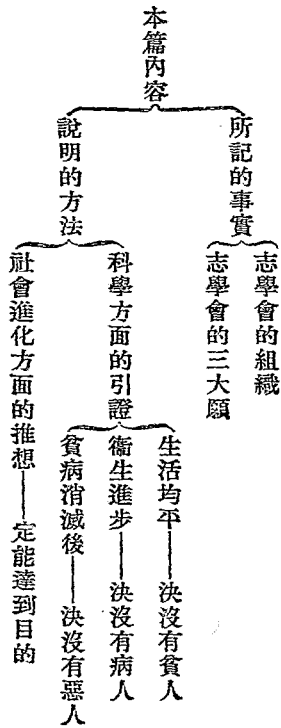 本篇內容
所記的事實
志學會的組織
志學會的三大願
說明的方法
科學方面的引證
生活均平——決沒有貧人
衞生進步——決沒有病人
貧病消滅後——決沒有惡人
社會進化方面的推想——定能達到目的